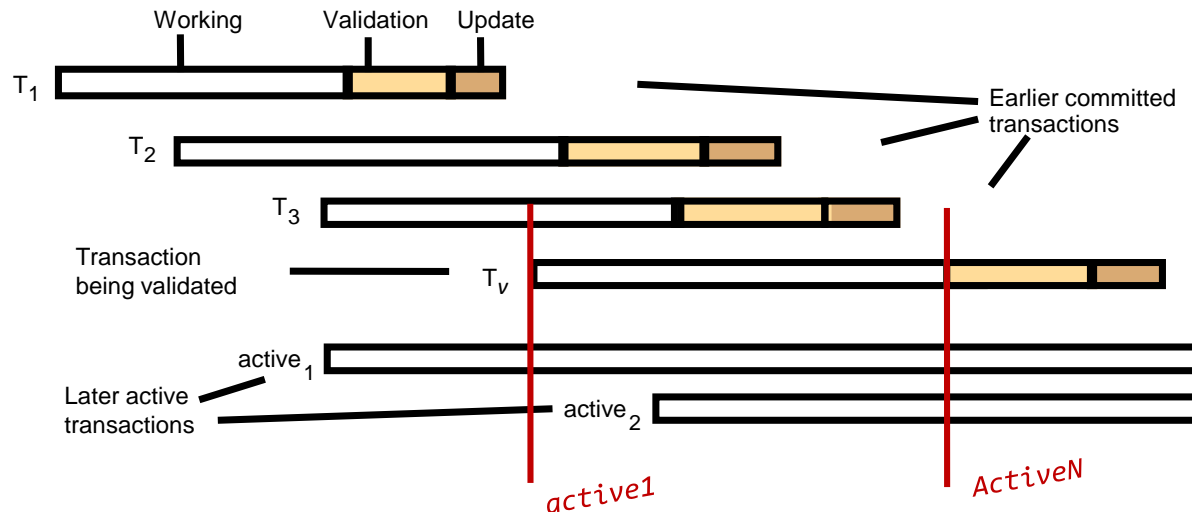 Working Validation Update
T1
Earlier committed
transactions
T2
T3
Transaction
being validated
Tv
active1
Later active
transactions
active2
active1
ActiveN